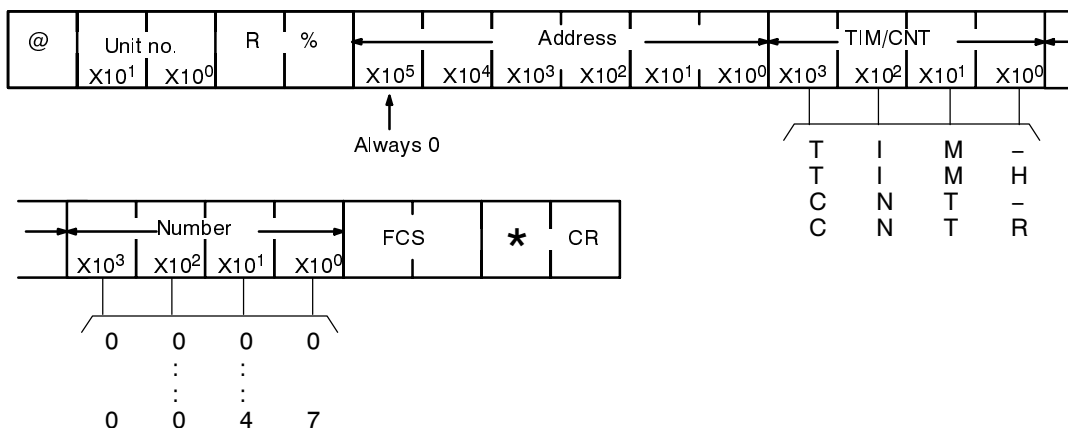 @ Unit no. R % Address TIM/CNT
X10¹ X10⁰ X10⁵ X10⁴ X10³ X10² X10¹ X10⁰ X10³ X10² X10¹ X10⁰
Always 0
T I M –
T I M H
C N T –
C N T R
Number FCS * CR
X10³ X10² X10¹ X10⁰
0 0 0 0
: : :
: : :
0 0 4 7